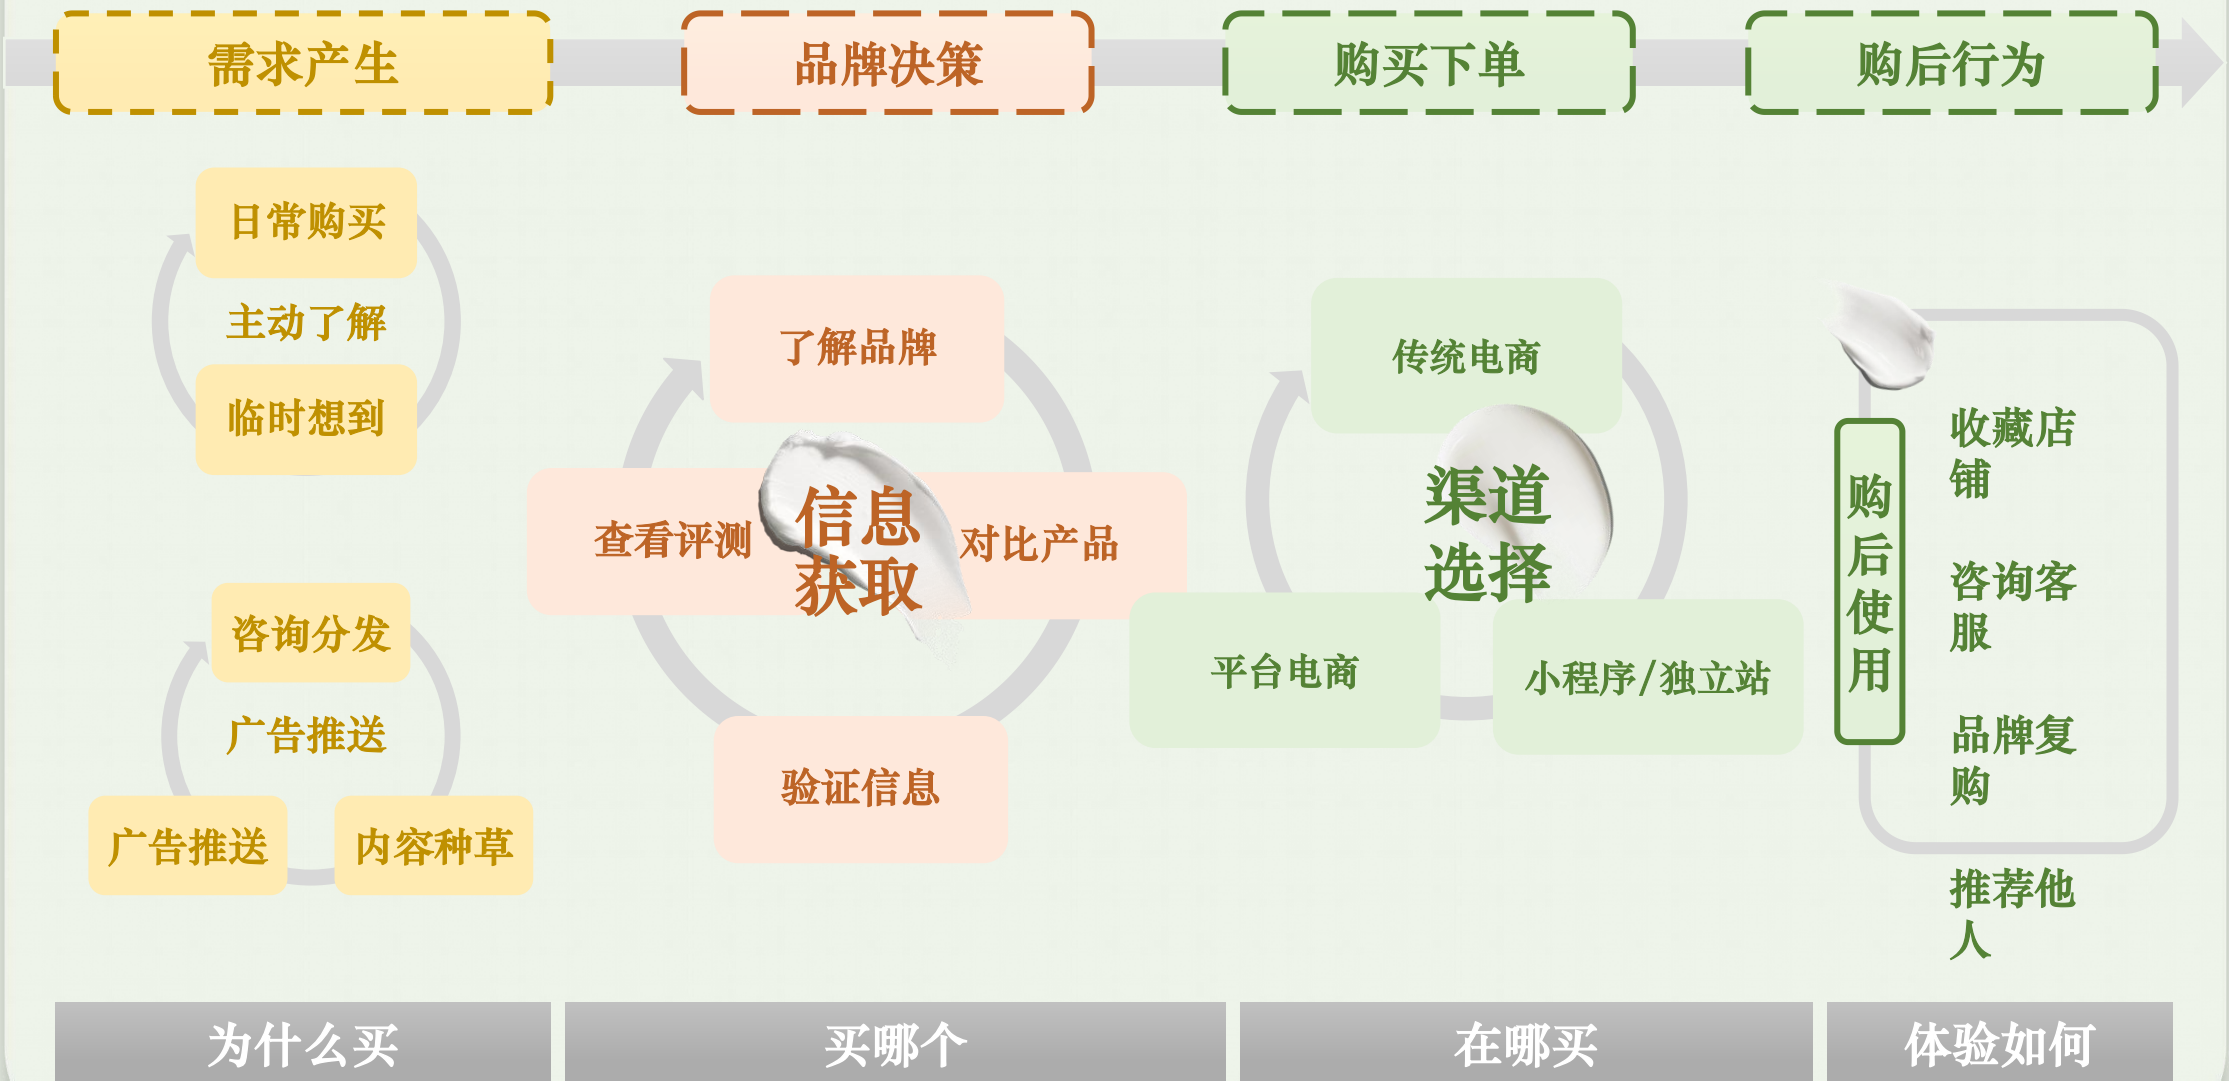 需求产生
品牌决策
购买下单
购后行为
日常购买
主动了解
临时想到
咨询分发
广告推送
广告推送
内容种草
了解品牌
查看评测
信息
获取
对比产品
验证信息
传统电商
渠道
选择
平台电商
小程序/独立站
购
后
使
用
收藏店
铺
咨询客
服
品牌复
购
推荐他
人
为什么买
买哪个
在哪买
体验如何